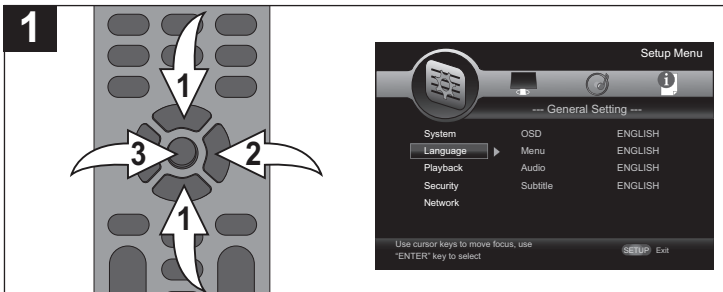 1
1
3
2
1
Setup Menu
i
--- General Setting ---
System OSD ENGLISH
Language Menu ENGLISH
Playback Audio ENGLISH
Security Subtitle ENGLISH
Network
Use cursor keys to move focus, use
"ENTER" key to select
SETUP Exit